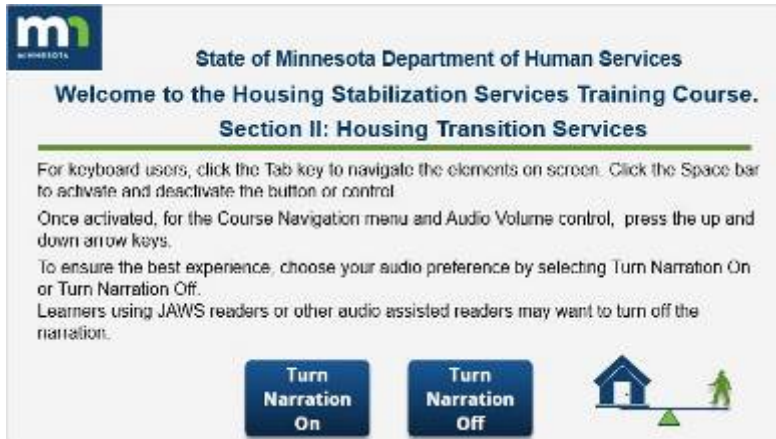 MINNESOTA
State of Minnesota Department of Human Services
Welcome to the Housing Stabilization Services Training Course.
Section II: Housing Transition Services
For keyboard users, click the Tab key to navigate the elements on screen. Click the Space bar
to activate and deactivate the button or control
Once activated, for the Course Navigation menu and Audio Volume control, press the up and
down arrow keys.
To ensure the best experience, choose your audio preference by selecting Turn Narration On
or Turn Narration Off.
Learners using JAWS readers or other audio assisted readers may want to turn off the
narration.
Turn
Narration
On
Turn
Narration
Off